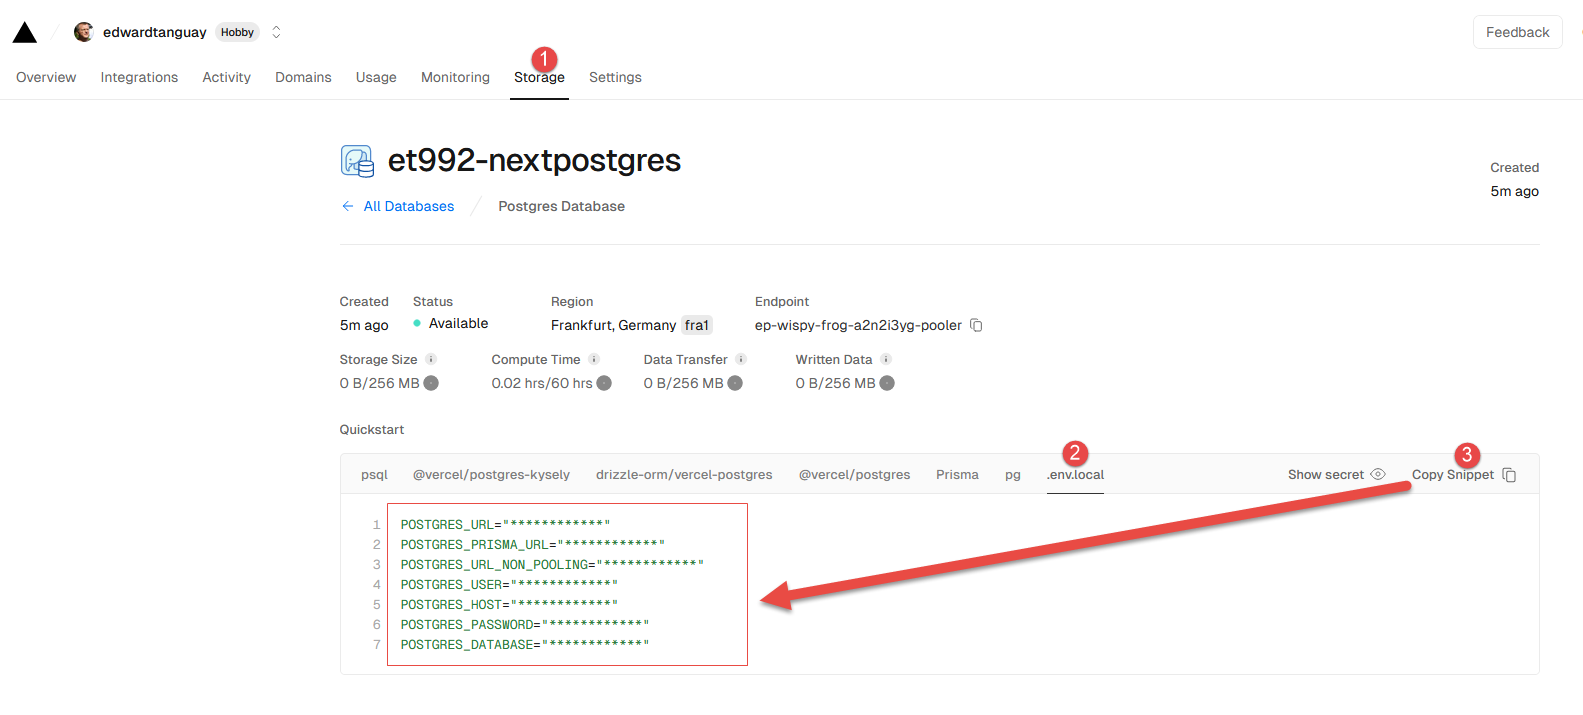 edwardtanguay Hobby
Feedback
1
Overview Integrations Activity Domains Usage Monitoring Storage Settings
et992-nextpostgres
Created
5m ago
← All Databases / Postgres Database
Created Status Region Endpoint
5m ago Available Frankfurt, Germany fra1 ep-wispy-frog-a2n2i3yg-pooler
Storage Size Compute Time Data Transfer Written Data
0 B/256 MB 0.02 hrs/60 hrs 0 B/256 MB 0 B/256 MB
Quickstart
2 3
psql @vercel/postgres-kysely drizzle-orm/vercel-postgres @vercel/postgres Prisma pg .env.local Show secret Copy Snippet
1 POSTGRES_URL="************"
2 POSTGRES_PRISMA_URL="************"
3 POSTGRES_URL_NON_POOLING="************"
4 POSTGRES_USER="************"
5 POSTGRES_HOST="************"
6 POSTGRES_PASSWORD="************"
7 POSTGRES_DATABASE="************"